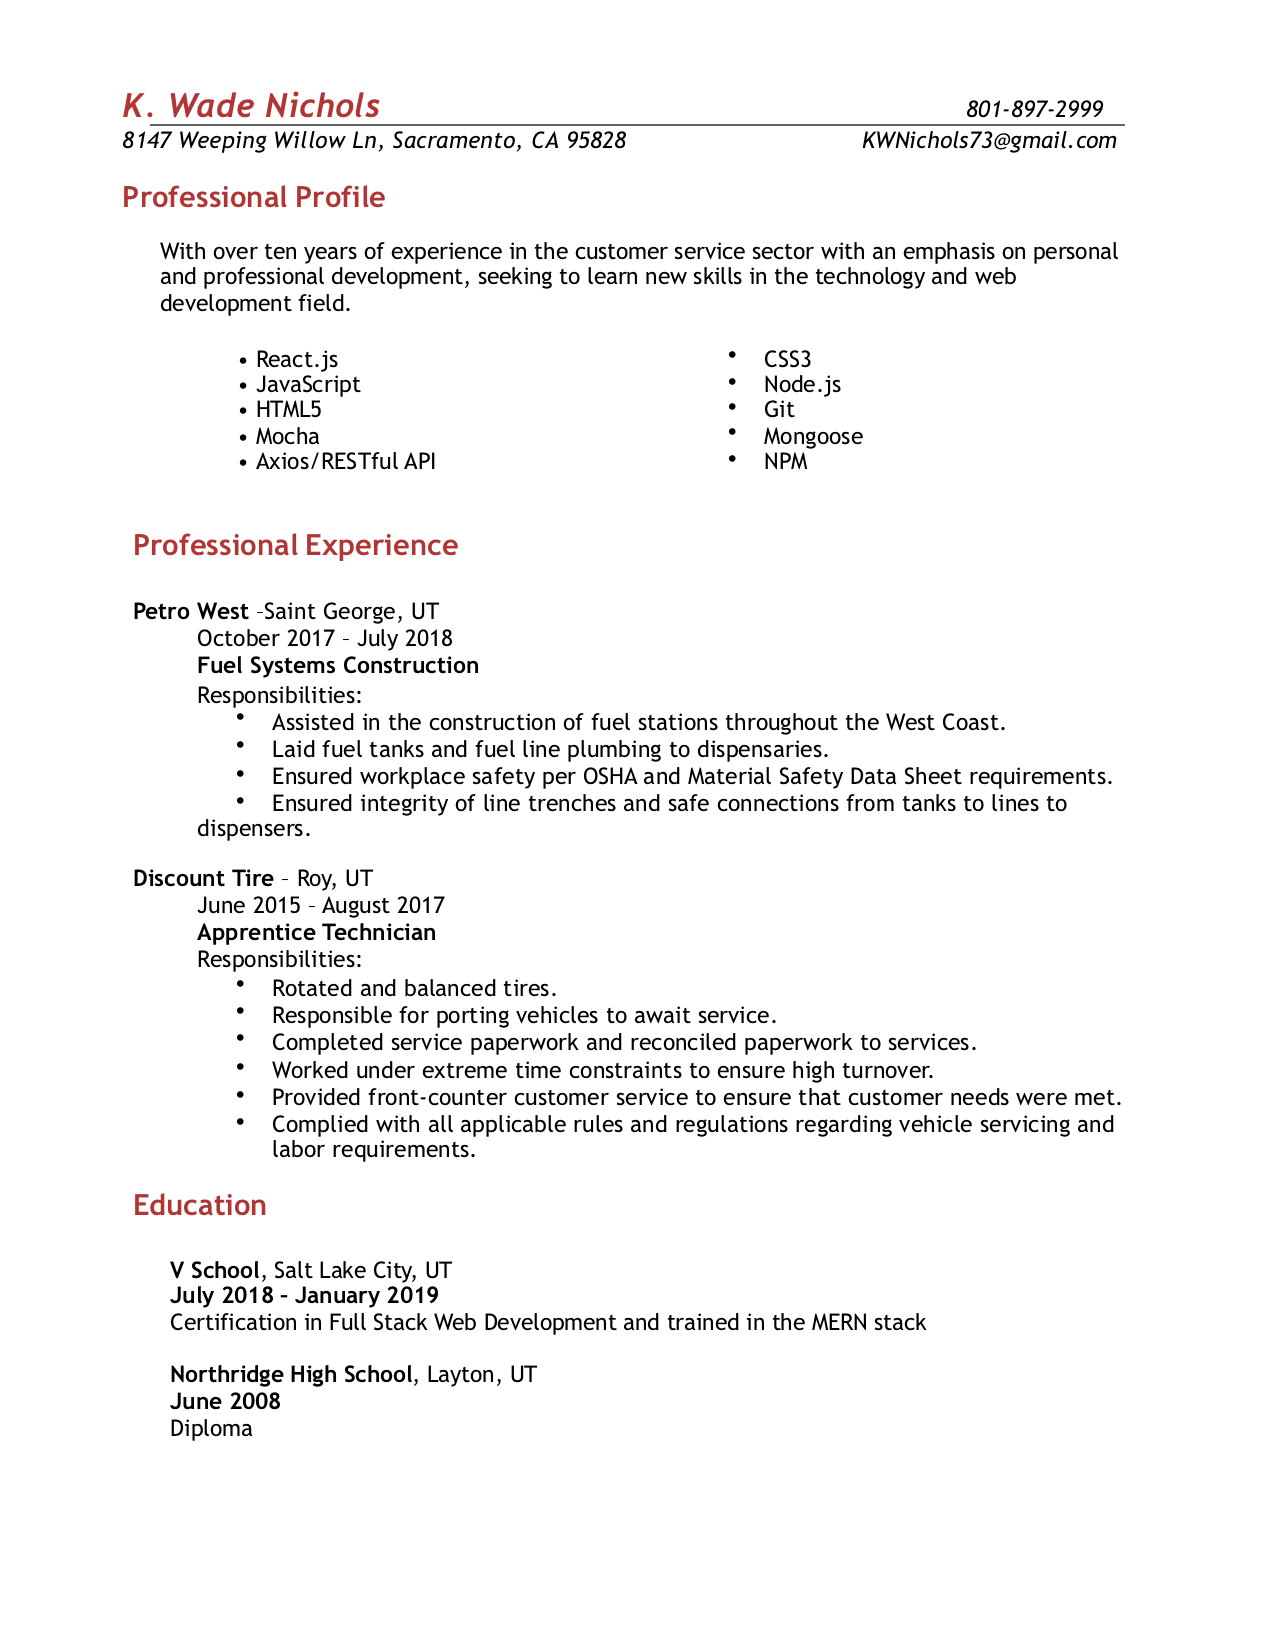 K. Wade Nichols 801-897-2999
8147 Weeping Willow Ln, Sacramento, CA 95828 KWNichols73@gmail.com
Professional Profile
With over ten years of experience in the customer service sector with an emphasis on personal
and professional development, seeking to learn new skills in the technology and web
development field.
• React.js
• JavaScript
• HTML5
• Mocha
• Axios/RESTful API
• CSS3
• Node.js
• Git
• Mongoose
• NPM
Professional Experience
Petro West –Saint George, UT
October 2017 – July 2018
Fuel Systems Construction
Responsibilities:
• Assisted in the construction of fuel stations throughout the West Coast.
• Laid fuel tanks and fuel line plumbing to dispensaries.
• Ensured workplace safety per OSHA and Material Safety Data Sheet requirements.
• Ensured integrity of line trenches and safe connections from tanks to lines to
dispensers.
Discount Tire – Roy, UT
June 2015 – August 2017
Apprentice Technician
Responsibilities:
• Rotated and balanced tires.
• Responsible for porting vehicles to await service.
• Completed service paperwork and reconciled paperwork to services.
• Worked under extreme time constraints to ensure high turnover.
• Provided front-counter customer service to ensure that customer needs were met.
• Complied with all applicable rules and regulations regarding vehicle servicing and
labor requirements.
Education
V School, Salt Lake City, UT
July 2018 – January 2019
Certification in Full Stack Web Development and trained in the MERN stack
Northridge High School, Layton, UT
June 2008
Diploma